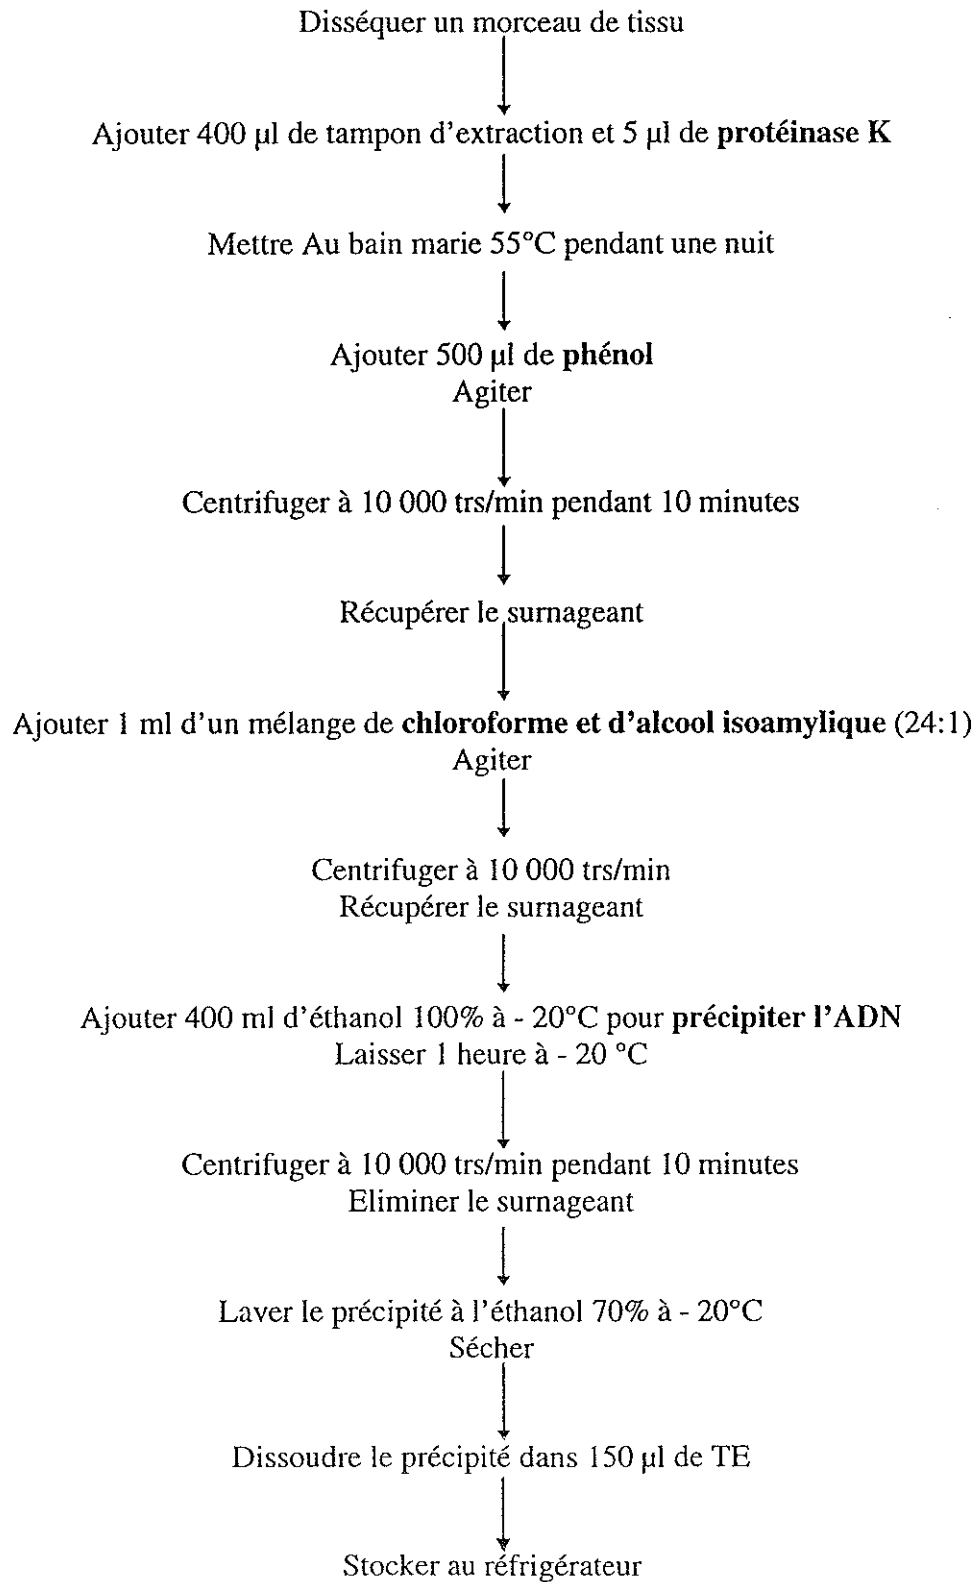 Disséquer un morceau de tissu
Ajouter 400 µl de tampon d'extraction et 5 µl de protéinase K
Mettre Au bain marie 55°C pendant une nuit
Ajouter 500 µl de phénol
Agiter
Centrifuger à 10 000 trs/min pendant 10 minutes
Récupérer le surnageant
Ajouter 1 ml d'un mélange de chloroforme et d'alcool isoamylique (24:1)
Agiter
Centrifuger à 10 000 trs/min
Récupérer le surnageant
Ajouter 400 ml d'éthanol 100% à - 20°C pour précipiter l'ADN
Laisser 1 heure à - 20 °C
Centrifuger à 10 000 trs/min pendant 10 minutes
Eliminer le surnageant
Laver le précipité à l'éthanol 70% à - 20°C
Sécher
Dissoudre le précipité dans 150 µl de TE
Stocker au réfrigérateur